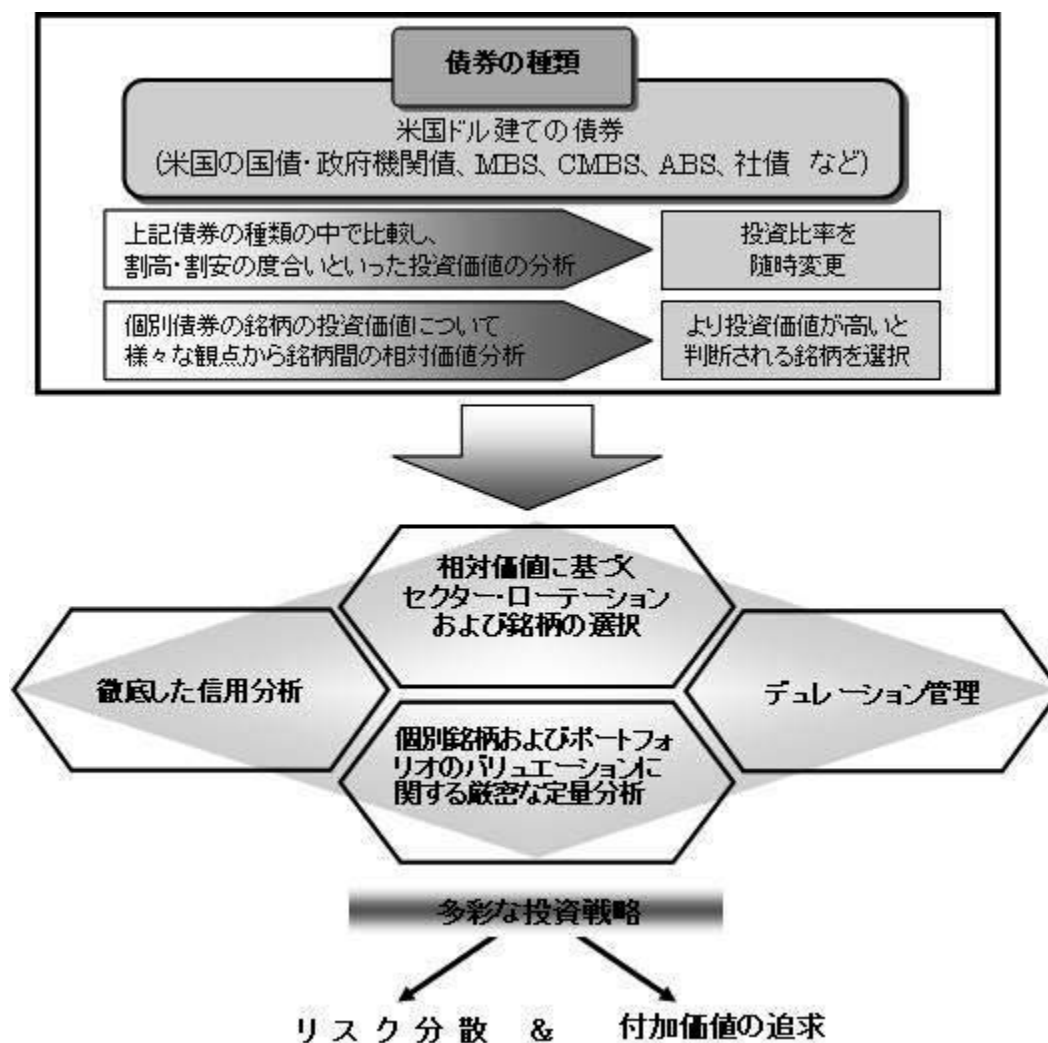 債券の種類
米国ドル建ての債券
(米国の国債・政府機関債、MBS、CMBS、ABS、社債 など)
上記債券の種類の中で比較し、
割高・割安の度合いといった投資価値の分析
投資比率を
随時変更
個別債券の銘柄の投資価値について
様々な観点から銘柄間の相対価値分析
より投資価値が高いと
判断される銘柄を選択
相対価値に基づく
セクター・ローテーション
および銘柄の選択
徹底した信用分析
デュレーション管理
個別銘柄およびポートフォ
リオのバリュエーションに
関する厳密な定量分析
多彩な投資戦略
リスク分散 & 付加価値の追求